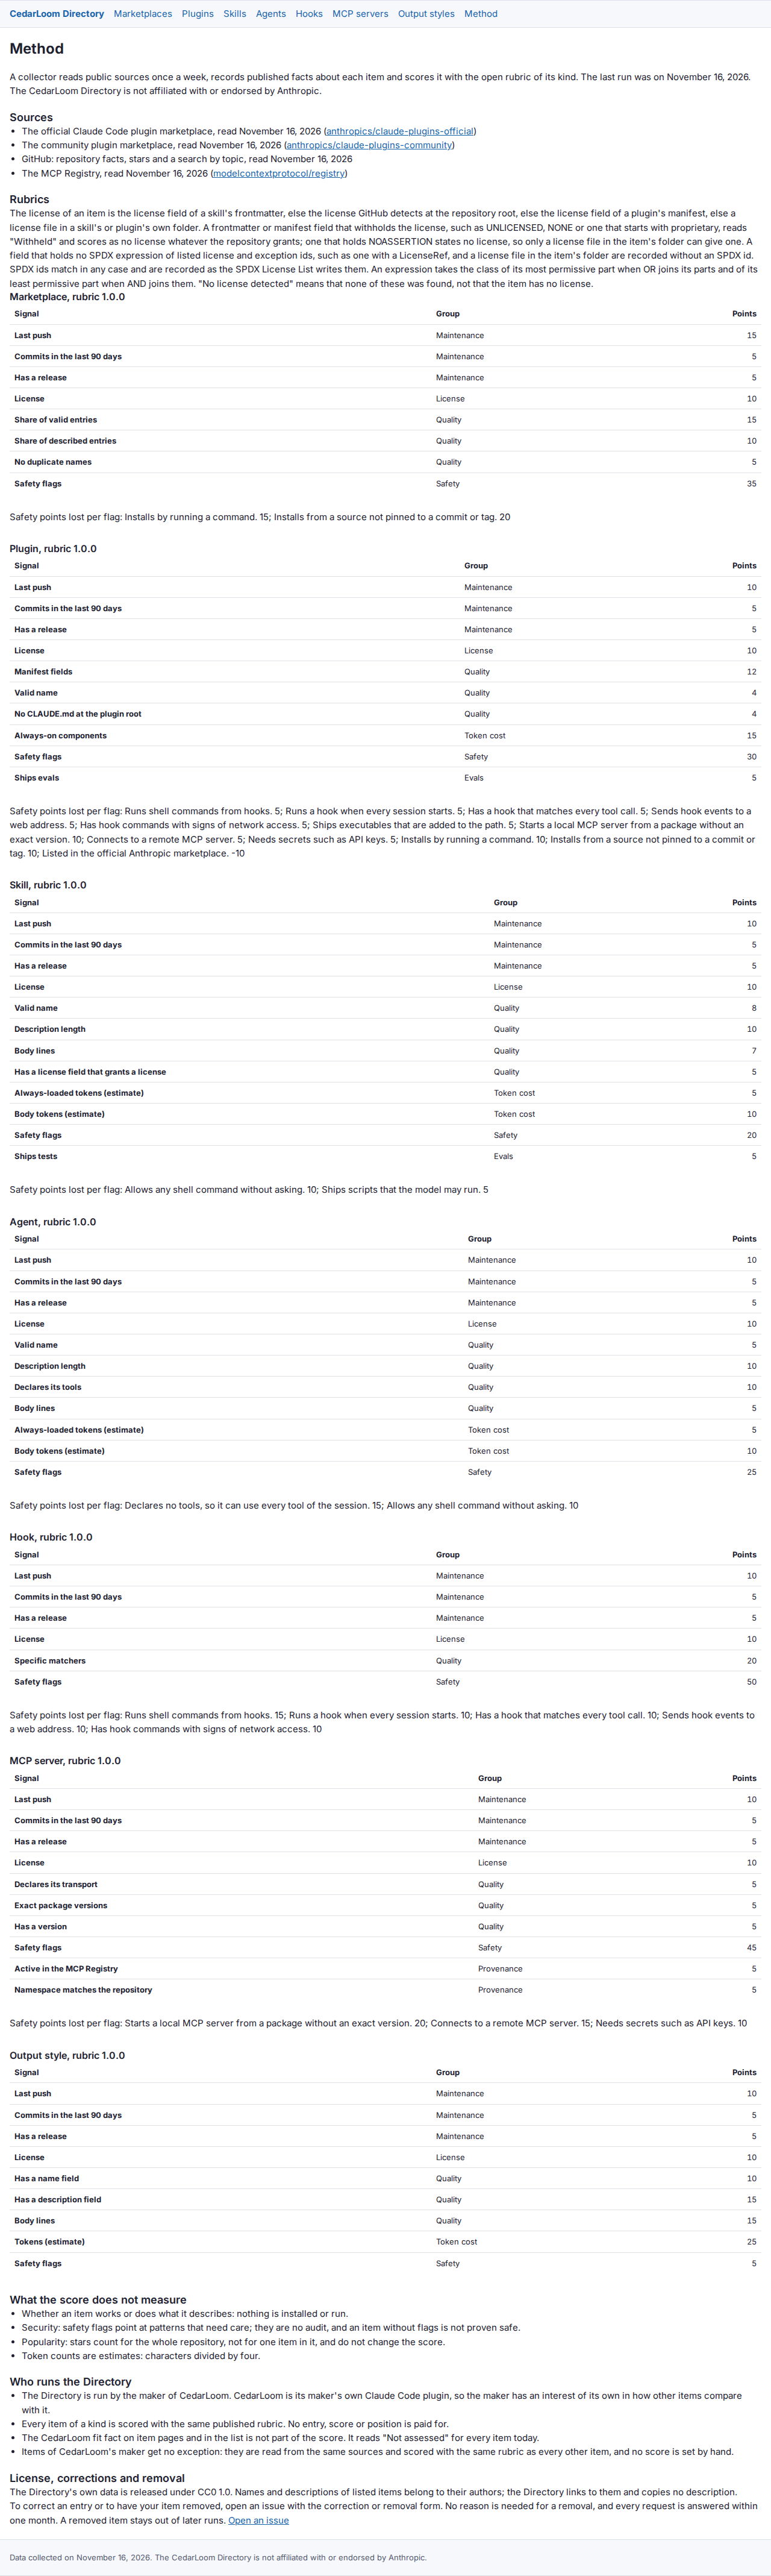 CedarLoom Directory Marketplaces Plugins Skills Agents Hooks MCP servers Output styles Method
Method
A collector reads public sources once a week, records published facts about each item and scores it with the open rubric of its kind. The last run was on November 16, 2026.
The CedarLoom Directory is not affiliated with or endorsed by Anthropic.
Sources
• The official Claude Code plugin marketplace, read November 16, 2026 (anthropics/claude-plugins-official)
• The community plugin marketplace, read November 16, 2026 (anthropics/claude-plugins-community)
• GitHub: repository facts, stars and a search by topic, read November 16, 2026
• The MCP Registry, read November 16, 2026 (modelcontextprotocol/registry)
Rubrics
The license of an item is the license field of a skill's frontmatter, else the license GitHub detects at the repository root, else the license field of a plugin's manifest, else a
license file in a skill's or plugin's own folder. A frontmatter or manifest field that withholds the license, such as UNLICENSED, NONE or one that starts with proprietary, reads
"Withheld" and scores as no license whatever the repository grants; one that holds NOASSERTION states no license, so only a license file in the item's folder can give one. A
field that holds no SPDX expression of listed license and exception ids, such as one with a LicenseRef, and a license file in the item's folder are recorded without an SPDX id.
SPDX ids match in any case and are recorded as the SPDX License List writes them. An expression takes the class of its most permissive part when OR joins its parts and of its
least permissive part when AND joins them. "No license detected" means that none of these was found, not that the item has no license.
Marketplace, rubric 1.0.0
Signal Group Points
Last push Maintenance 15
Commits in the last 90 days Maintenance 5
Has a release Maintenance 5
License License 10
Share of valid entries Quality 15
Share of described entries Quality 10
No duplicate names Quality 5
Safety flags Safety 35
Safety points lost per flag: Installs by running a command. 15; Installs from a source not pinned to a commit or tag. 20
Plugin, rubric 1.0.0
Signal Group Points
Last push Maintenance 10
Commits in the last 90 days Maintenance 5
Has a release Maintenance 5
License License 10
Manifest fields Quality 12
Valid name Quality 4
No CLAUDE.md at the plugin root Quality 4
Always-on components Token cost 15
Safety flags Safety 30
Ships evals Evals 5
Safety points lost per flag: Runs shell commands from hooks. 5; Runs a hook when every session starts. 5; Has a hook that matches every tool call. 5; Sends hook events to a
web address. 5; Has hook commands with signs of network access. 5; Ships executables that are added to the path. 5; Starts a local MCP server from a package without an
exact version. 10; Connects to a remote MCP server. 5; Needs secrets such as API keys. 5; Installs by running a command. 10; Installs from a source not pinned to a commit or
tag. 10; Listed in the official Anthropic marketplace. -10
Skill, rubric 1.0.0
Signal Group Points
Last push Maintenance 10
Commits in the last 90 days Maintenance 5
Has a release Maintenance 5
License License 10
Valid name Quality 8
Description length Quality 10
Body lines Quality 7
Has a license field that grants a license Quality 5
Always-loaded tokens (estimate) Token cost 5
Body tokens (estimate) Token cost 10
Safety flags Safety 20
Ships tests Evals 5
Safety points lost per flag: Allows any shell command without asking. 10; Ships scripts that the model may run. 5
Agent, rubric 1.0.0
Signal Group Points
Last push Maintenance 10
Commits in the last 90 days Maintenance 5
Has a release Maintenance 5
License License 10
Valid name Quality 5
Description length Quality 10
Declares its tools Quality 10
Body lines Quality 5
Always-loaded tokens (estimate) Token cost 5
Body tokens (estimate) Token cost 10
Safety flags Safety 25
Safety points lost per flag: Declares no tools, so it can use every tool of the session. 15; Allows any shell command without asking. 10
Hook, rubric 1.0.0
Signal Group Points
Last push Maintenance 10
Commits in the last 90 days Maintenance 5
Has a release Maintenance 5
License License 10
Specific matchers Quality 20
Safety flags Safety 50
Safety points lost per flag: Runs shell commands from hooks. 15; Runs a hook when every session starts. 10; Has a hook that matches every tool call. 10; Sends hook events to
a web address. 10; Has hook commands with signs of network access. 10
MCP server, rubric 1.0.0
Signal Group Points
Last push Maintenance 10
Commits in the last 90 days Maintenance 5
Has a release Maintenance 5
License License 10
Declares its transport Quality 5
Exact package versions Quality 5
Has a version Quality 5
Safety flags Safety 45
Active in the MCP Registry Provenance 5
Namespace matches the repository Provenance 5
Safety points lost per flag: Starts a local MCP server from a package without an exact version. 20; Connects to a remote MCP server. 15; Needs secrets such as API keys. 10
Output style, rubric 1.0.0
Signal Group Points
Last push Maintenance 10
Commits in the last 90 days Maintenance 5
Has a release Maintenance 5
License License 10
Has a name field Quality 10
Has a description field Quality 15
Body lines Quality 15
Tokens (estimate) Token cost 25
Safety flags Safety 5
What the score does not measure
• Whether an item works or does what it describes: nothing is installed or run.
• Security: safety flags point at patterns that need care; they are no audit, and an item without flags is not proven safe.
• Popularity: stars count for the whole repository, not for one item in it, and do not change the score.
• Token counts are estimates: characters divided by four.
Who runs the Directory
• The Directory is run by the maker of CedarLoom. CedarLoom is its maker's own Claude Code plugin, so the maker has an interest of its own in how other items compare
with it.
• Every item of a kind is scored with the same published rubric. No entry, score or position is paid for.
• The CedarLoom fit fact on item pages and in the list is not part of the score. It reads "Not assessed" for every item today.
• Items of CedarLoom's maker get no exception: they are read from the same sources and scored with the same rubric as every other item, and no score is set by hand.
License, corrections and removal
The Directory's own data is released under CC0 1.0. Names and descriptions of listed items belong to their authors; the Directory links to them and copies no description.
To correct an entry or to have your item removed, open an issue with the correction or removal form. No reason is needed for a removal, and every request is answered within
one month. A removed item stays out of later runs. Open an issue
Data collected on November 16, 2026. The CedarLoom Directory is not affiliated with or endorsed by Anthropic.